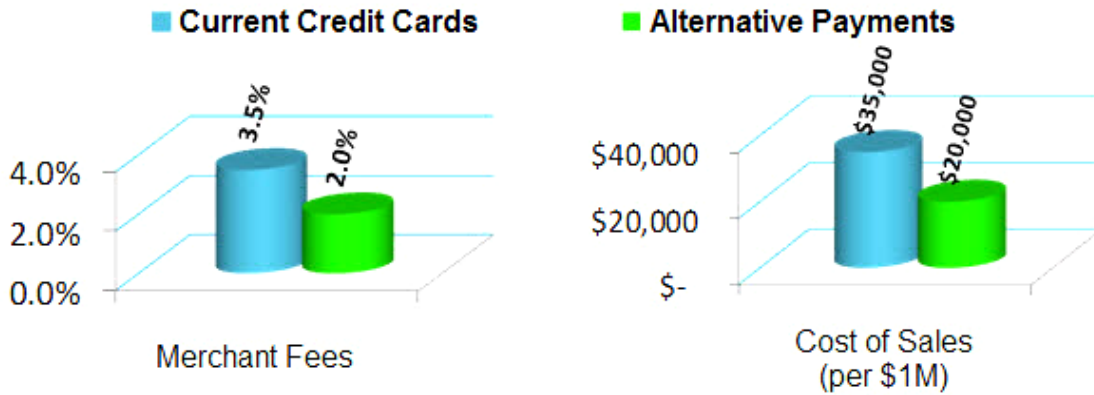 Current Credit Cards
Alternative Payments
3.5%
2.0%
4.0%
2.0%
0.0%
Merchant Fees
$35,000
$20,000
$40,000
$20,000
$-
Cost of Sales
(per $1M)